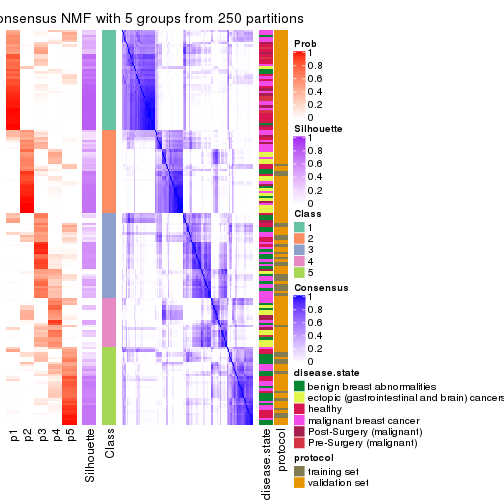 onsensus NMF with 5 groups from 250 partitions
Prob
1
0.8
0.6
0.4
0.2
0
Silhouette
1
0.8
0.6
0.4
0.2
0
Class
1
2
3
4
5
Consensus
1
0.8
0.6
0.4
0.2
0
disease.state
benign breast abnormalities
ectopic (gastrointestinal and brain) cancers
healthy
malignant breast cancer
Post-Surgery (malignant)
Pre-Surgery (malignant)
protocol
training set
validation set
p1
p2
p3
p4
p5
Silhouette
Class
disease.state
protocol